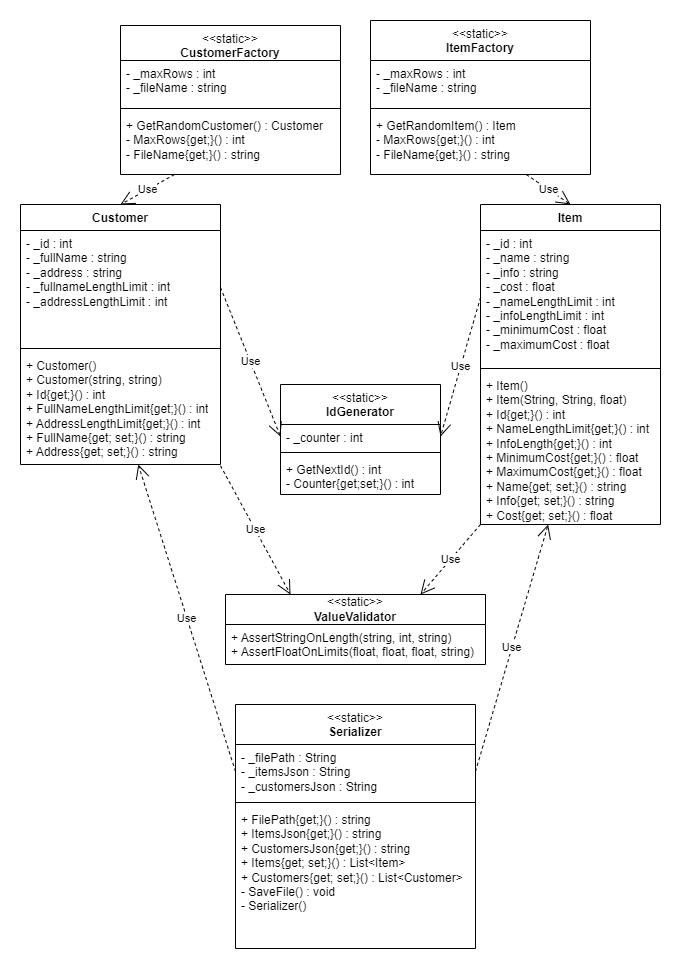 <<static>>
CustomerFactory
- _maxRows : int
- _fileName : string
+ GetRandomCustomer() : Customer
- MaxRows{get;}() : int
- FileName{get;}() : string
<<static>>
ItemFactory
- _maxRows : int
- _fileName : string
+ GetRandomItem() : Item
- MaxRows{get;}() : int
- FileName{get;}() : string
Use
Use
Customer
- _id : int
- _fullName : string
- _address : string
- _fullnameLengthLimit : int
- _addressLengthLimit : int
+ Customer()
+ Customer(string, string)
+ Id{get;}() : int
+ FullNameLengthLimit{get;}() : int
+ AddressLengthLimit{get;}() : int
+ FullName{get; set;}() : string
+ Address{get; set;}() : string
Item
- _id : int
- _name : string
- _info : string
- _cost : float
- _nameLengthLimit : int
- _infoLengthLimit : int
- _minimumCost : float
- _maximumCost : float
+ Item()
+ Item(String, String, float)
+ Id{get;}() : int
+ NameLengthLimit{get;}() : int
+ InfoLength{get;}() : int
+ MinimumCost{get;}() : float
+ MaximumCost{get;}() : float
+ Name{get; set;}() : string
+ Info{get; set;}() : string
+ Cost{get; set;}() : float
Use
Use
<<static>>
IdGenerator
- _counter : int
+ GetNextId() : int
- Counter{get;set;}() : int
Use
Use
<<static>>
ValueValidator
+ AssertStringOnLength(string, int, string)
+ AssertFloatOnLimits(float, float, float, string)
Use
Use
<<static>>
Serializer
- _filePath : String
- _itemsJson : String
- _customersJson : String
+ FilePath{get;}() : string
+ ItemsJson{get;}() : string
+ CustomersJson{get;}() : string
+ Items{get; set;}() : List<Item>
+ Customers{get; set;}() : List<Customer>
- SaveFile() : void
- Serializer()